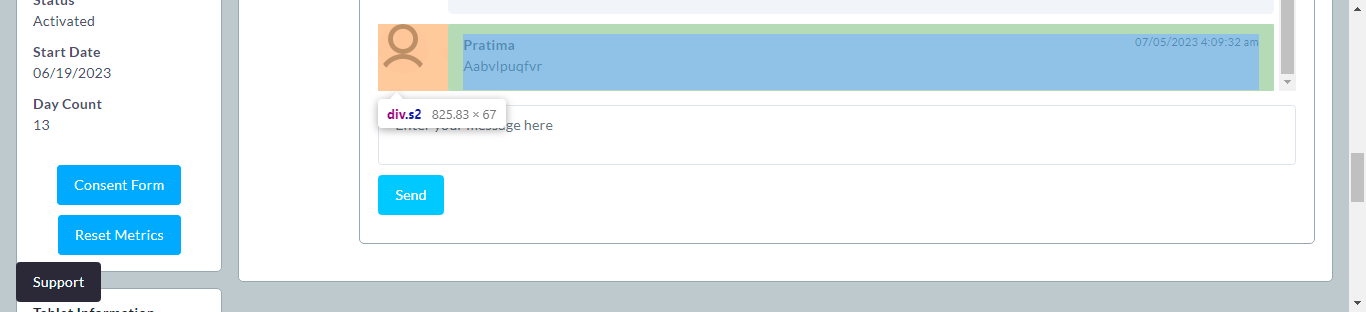 Status
Activated
Start Date
06/19/2023
Day Count
13
Consent Form
Reset Metrics
Support
Tablet Information
Pratima
07/05/2023 4:09:32 am
Aabvlpuqfvr
div.s2 825.83 × 67
Enter your message here
Send